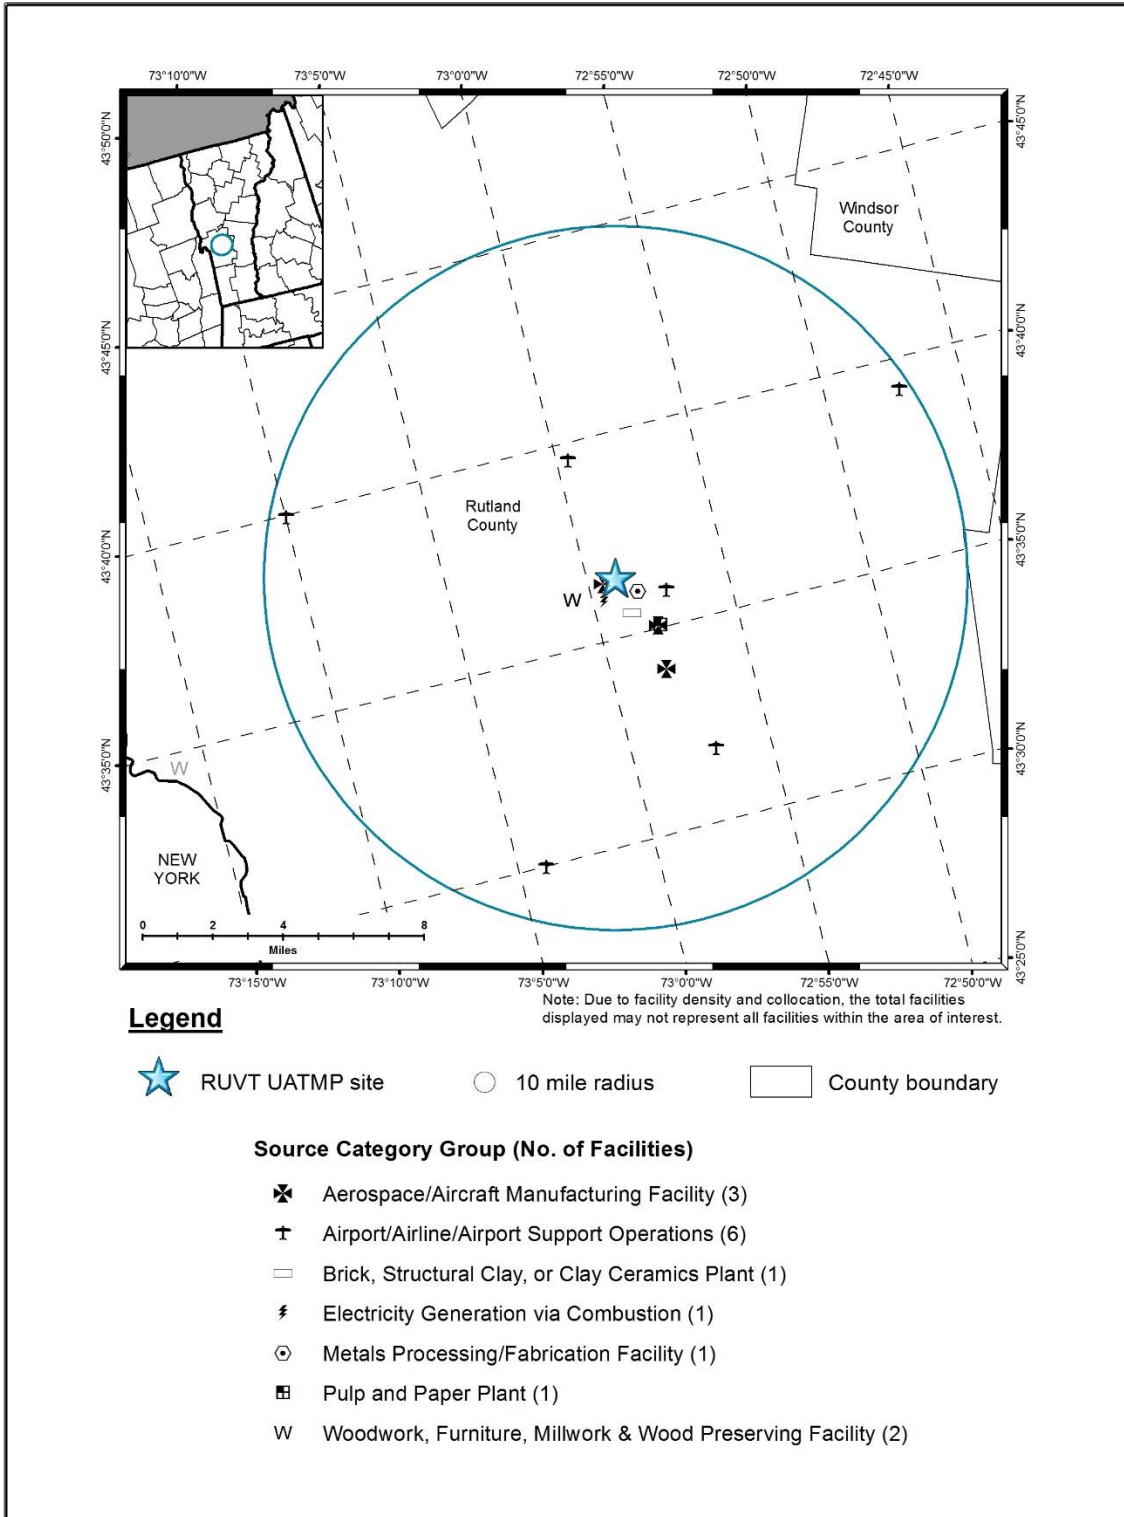 73°10'0"W 73°5'0"W 73°0'0"W 72°55'0"W 72°50'0"W 72°45'0"W
43°50'0"N
43°45'0"N
43°40'0"N
43°35'0"N
43°45'0"N
43°40'0"N
43°35'0"N
43°30'0"N
43°25'0"N
Windsor
County
Rutland
County
W
W
NEW
YORK
0 2 4 8
Miles
73°15'0"W 73°10'0"W 73°5'0"W 73°0'0"W 72°55'0"W 72°50'0"W
Note: Due to facility density and collocation, the total facilities
displayed may not represent all facilities within the area of interest.
Legend
RUVT UATMP site 10 mile radius County boundary
Source Category Group (No. of Facilities)
Aerospace/Aircraft Manufacturing Facility (3)
Airport/Airline/Airport Support Operations (6)
Brick, Structural Clay, or Clay Ceramics Plant (1)
Electricity Generation via Combustion (1)
Metals Processing/Fabrication Facility (1)
Pulp and Paper Plant (1)
W Woodwork, Furniture, Millwork & Wood Preserving Facility (2)